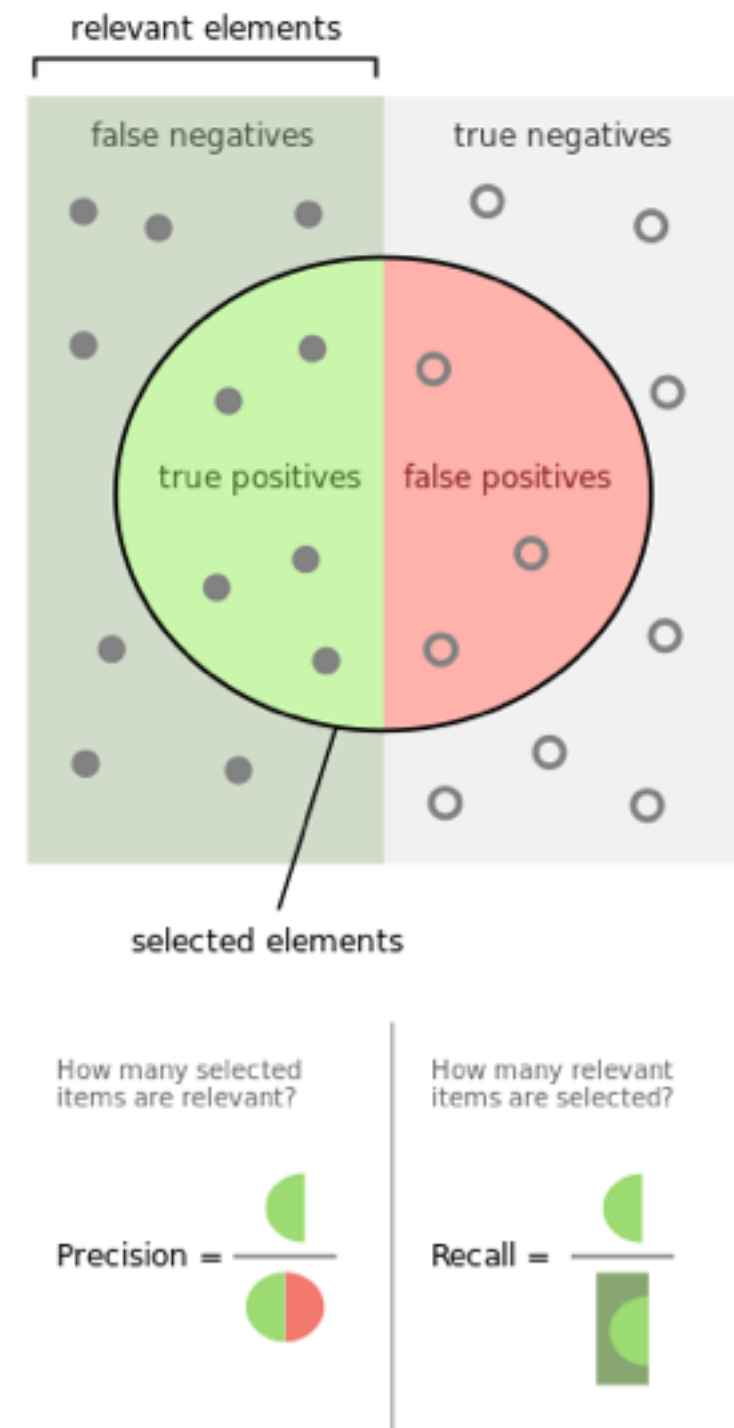 relevant elements
false negatives
true negatives
true positives
false positives
selected elements
How many selected
items are relevant?
How many relevant
items are selected?
Precision =
Recall =